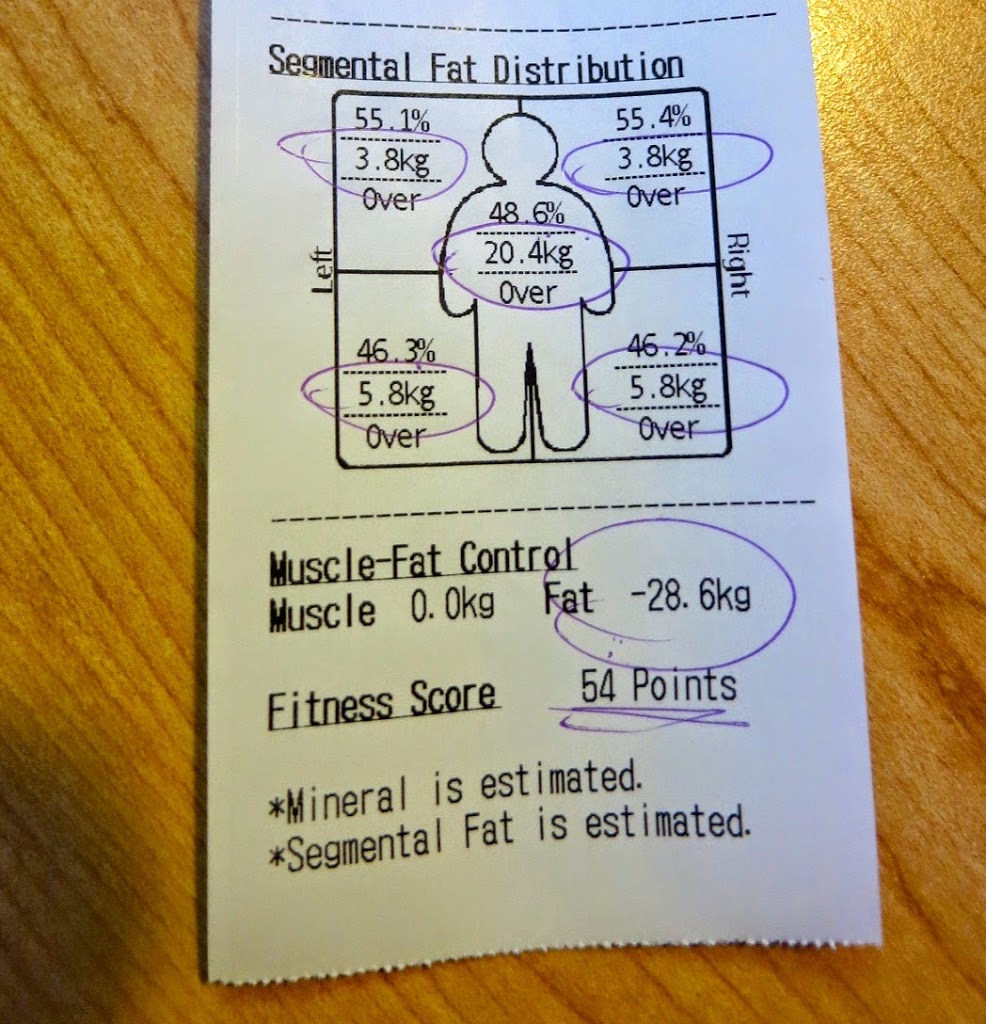 Segmental Fat Distribution
55.1% 55.4%
3.8kg 3.8kg
Over Over
48.6%
20.4kg
Over
Left Right
46.3% 46.2%
5.8kg 5.8kg
Over Over
Muscle-Fat Control
Muscle 0.0kg Fat -28.6kg
Fitness Score 54 Points
*Mineral is estimated.
*Segmental Fat is estimated.